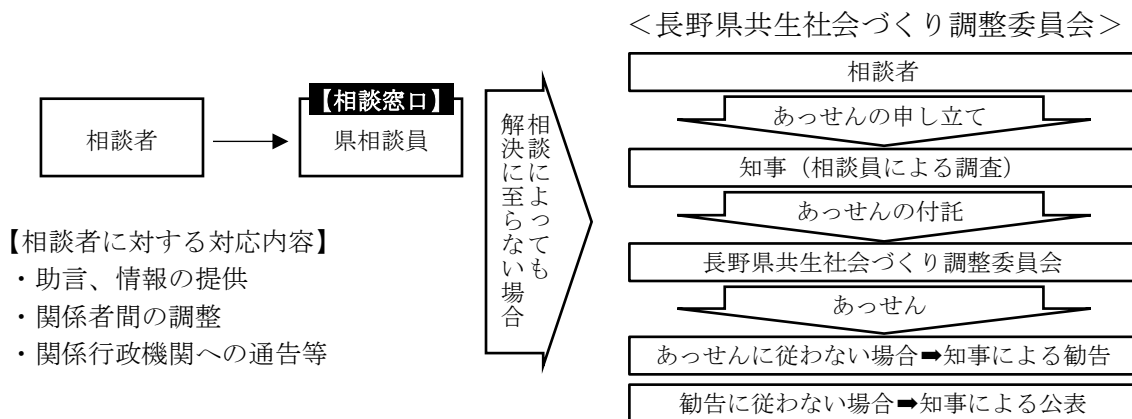 相談者
【相談窓口】
県相談員
【相談者に対する対応内容】
・助言、情報の提供
・関係者間の調整
・関係行政機関への通告等
相談によっても
解決に至らない場合
＜長野県共生社会づくり調整委員会＞
相談者
あっせんの申し立て
知事（相談員による調査）
あっせんの付託
長野県共生社会づくり調整委員会
あっせん
あっせんに従わない場合➡知事による勧告
勧告に従わない場合➡知事による公表